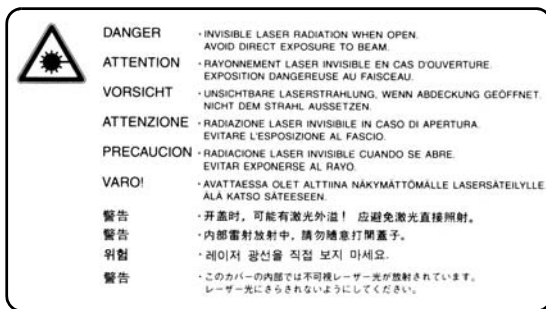 DANGER · INVISIBLE LASER RADIATION WHEN OPEN.
AVOID DIRECT EXPOSURE TO BEAM.
ATTENTION · RAYONNEMENT LASER INVISIBLE EN CAS D'OUVERTURE.
EXPOSITION DANGEREUSE AU FAISCEAU.
VORSICHT · UNSICHTBARE LASERSTRAHLUNG, WENN ABDECKUNG GEÖFFNET.
NICHT DEM STRAHL AUSSETZEN.
ATTENZIONE · RADIAZIONE LASER INVISIBILE IN CASO DI APERTURA.
EVITARE L'ESPOSIZIONE AL FASCIO.
PRECAUCION · RADIACIONE LASER INVISIBLE CUANDO SE ABRE.
EVITAR EXPONERSE AL RAYO.
VARO! · AVATTAESSA OLET ALTTIINA NÄKYMÄTTÖMÄLLE LASERSÄTEILYLLE.
ÄLÄ KATSO SÄTEESEEN.
警告 · 开盖时，可能有激光外溢！ 应避免激光直接照射。
警告 · 内部雷射放射中，請勿隨意打開蓋子。
위험 · 레이저 광선을 직접 보지 마세요.
警告 · このカバーの内部では不可視レーザー光が放射されています。
レーザー光にさらされないようにしてください。